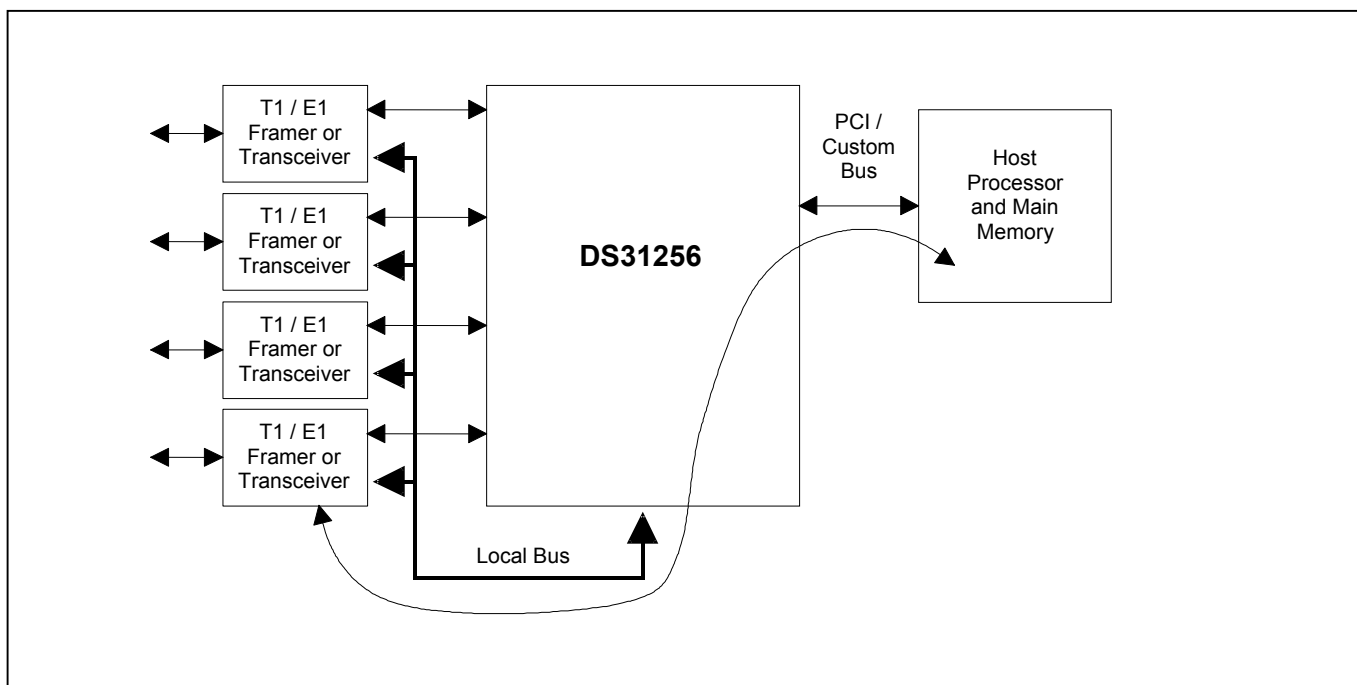 T1 / E1
Framer or
Transceiver
T1 / E1
Framer or
Transceiver
T1 / E1
Framer or
Transceiver
T1 / E1
Framer or
Transceiver
DS31256
PCI /
Custom
Bus
Host
Processor
and Main
Memory
Local Bus